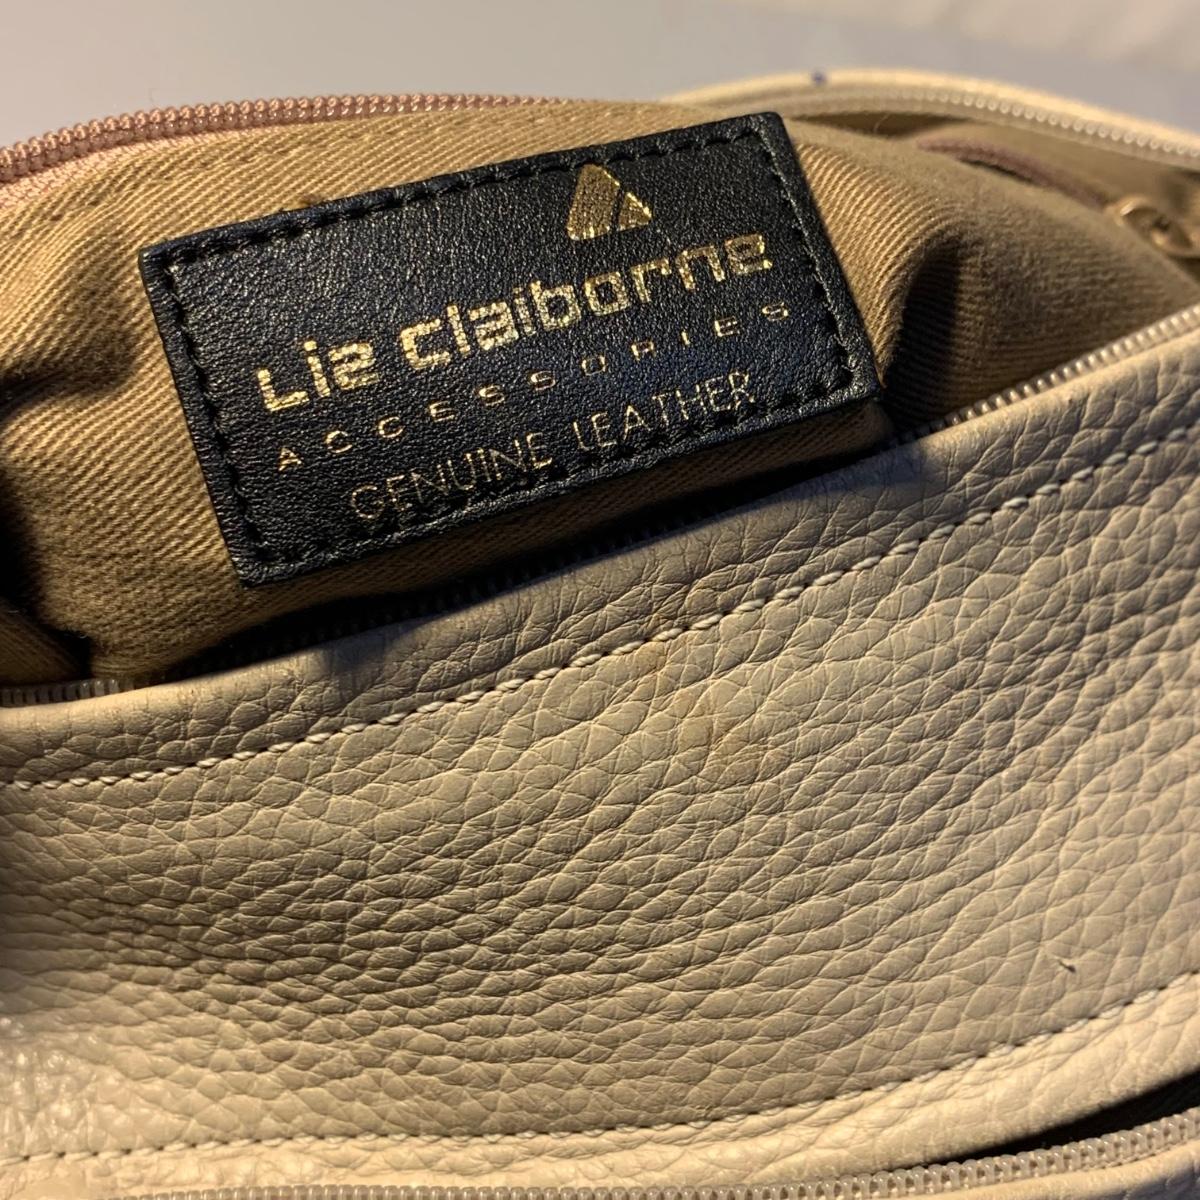 Liz claiborne
ACCESSORIES
GENUINE LEATHER